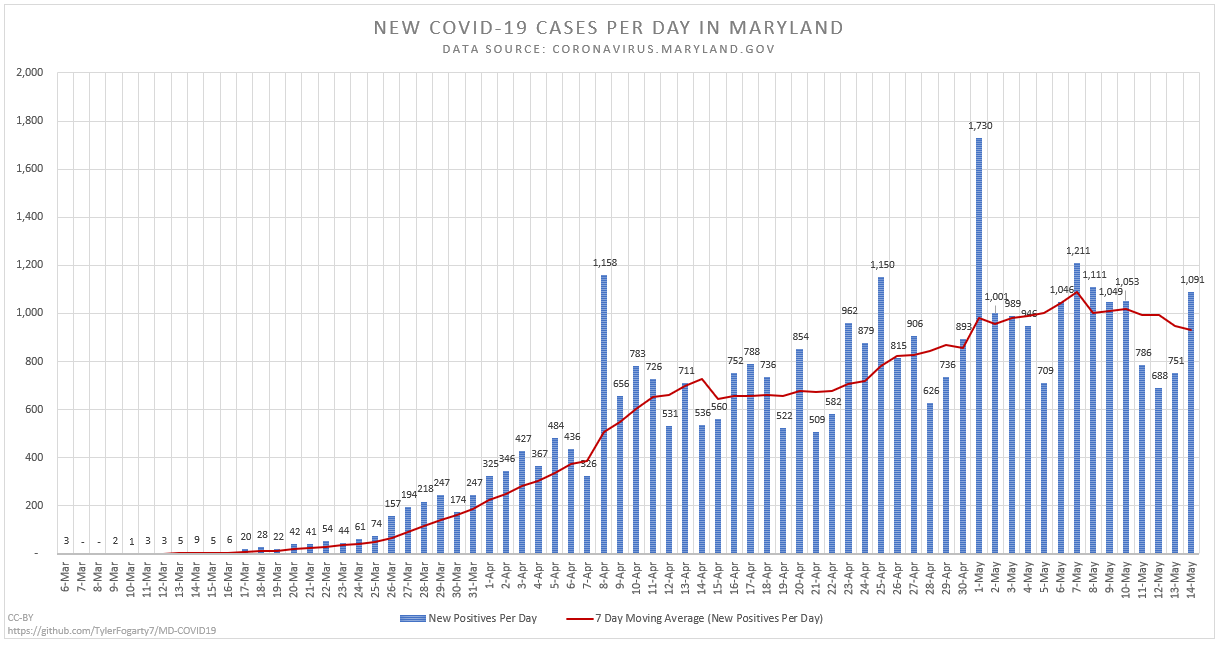 NEW COVID-19 CASES PER DAY IN MARYLAND
DATA SOURCE: CORONAVIRUS.MARYLAND.GOV
2,000
1,800
1,600
1,400
1,200
1,000
800
600
400
200
-
3 - - 2 1 3 3 5 9 5 6 20 28 22 42 41 54 44 61 74 157 194 218 247 174 247 325 346 427 367 484 436 326 1,158 656 783 726 531 711 536 560 752 788 736 522 854 509 582 962 879 1,150 815 906 626 736 893 1,730 1,001 989 946 709 1,046 1,211 1,111 1,049 1,053 786 688 751 1,091
6-Mar 7-Mar 8-Mar 9-Mar 10-Mar 11-Mar 12-Mar 13-Mar 14-Mar 15-Mar 16-Mar 17-Mar 18-Mar 19-Mar 20-Mar 21-Mar 22-Mar 23-Mar 24-Mar 25-Mar 26-Mar 27-Mar 28-Mar 29-Mar 30-Mar 31-Mar 1-Apr 2-Apr 3-Apr 4-Apr 5-Apr 6-Apr 7-Apr 8-Apr 9-Apr 10-Apr 11-Apr 12-Apr 13-Apr 14-Apr 15-Apr 16-Apr 17-Apr 18-Apr 19-Apr 20-Apr 21-Apr 22-Apr 23-Apr 24-Apr 25-Apr 26-Apr 27-Apr 28-Apr 29-Apr 30-Apr 1-May 2-May 3-May 4-May 5-May 6-May 7-May 8-May 9-May 10-May 11-May 12-May 13-May 14-May
New Positives Per Day
7 Day Moving Average (New Positives Per Day)
CC-BY
https://github.com/TylerFogarty7/MD-COVID19